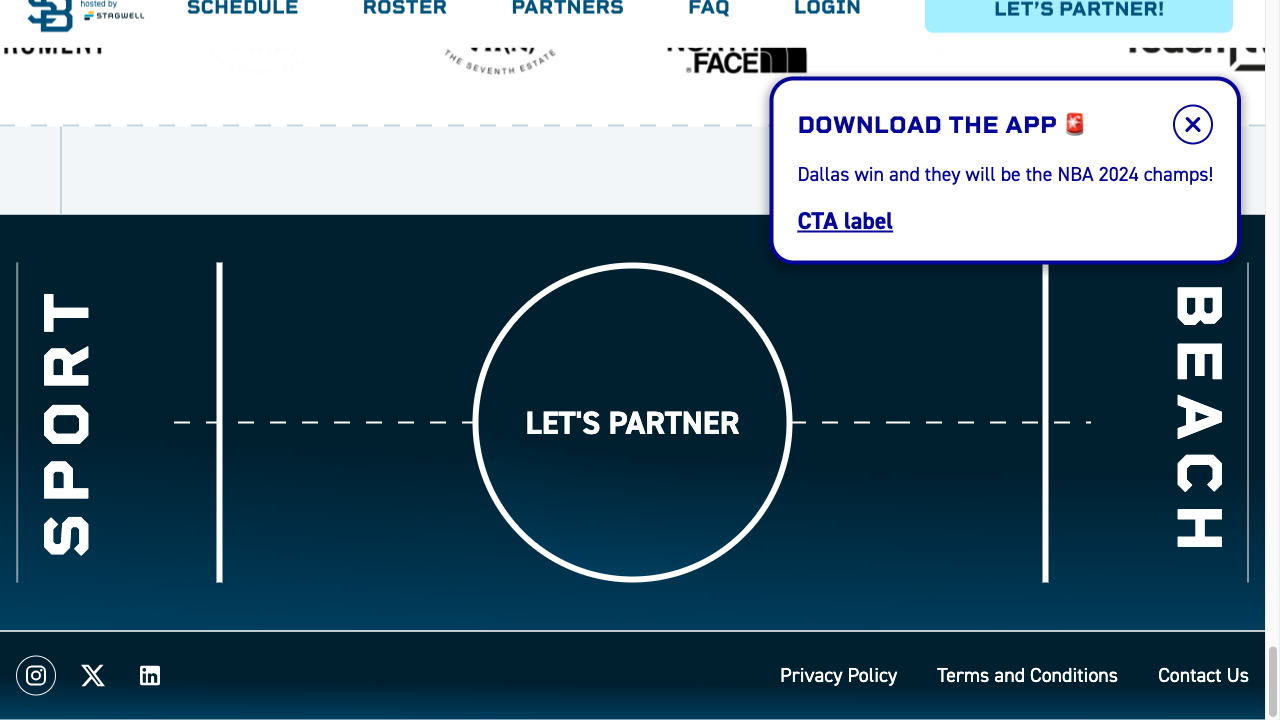 hosted by
STAGWELL
SCHEDULE
ROSTER
PARTNERS
FAQ
LOGIN
LET'S PARTNER!
THE SEVENTH ESTATE
NORTH
FACE
DOWNLOAD THE APP
Dallas win and they will be the NBA 2024 champs!
CTA label
SPORT
LET'S PARTNER
BEACH
Privacy Policy
Terms and Conditions
Contact Us